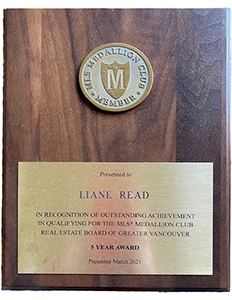 MLS MEDALLION CLUB
M
MEMBER
Presented to
LIANE READ
IN RECOGNITION OF OUTSTANDING ACHIEVEMENT
IN QUALIFYING FOR THE MLS® MEDALLION CLUB
REAL ESTATE BOARD OF GREATER VANCOUVER
5 YEAR AWARD
Presented March 2021